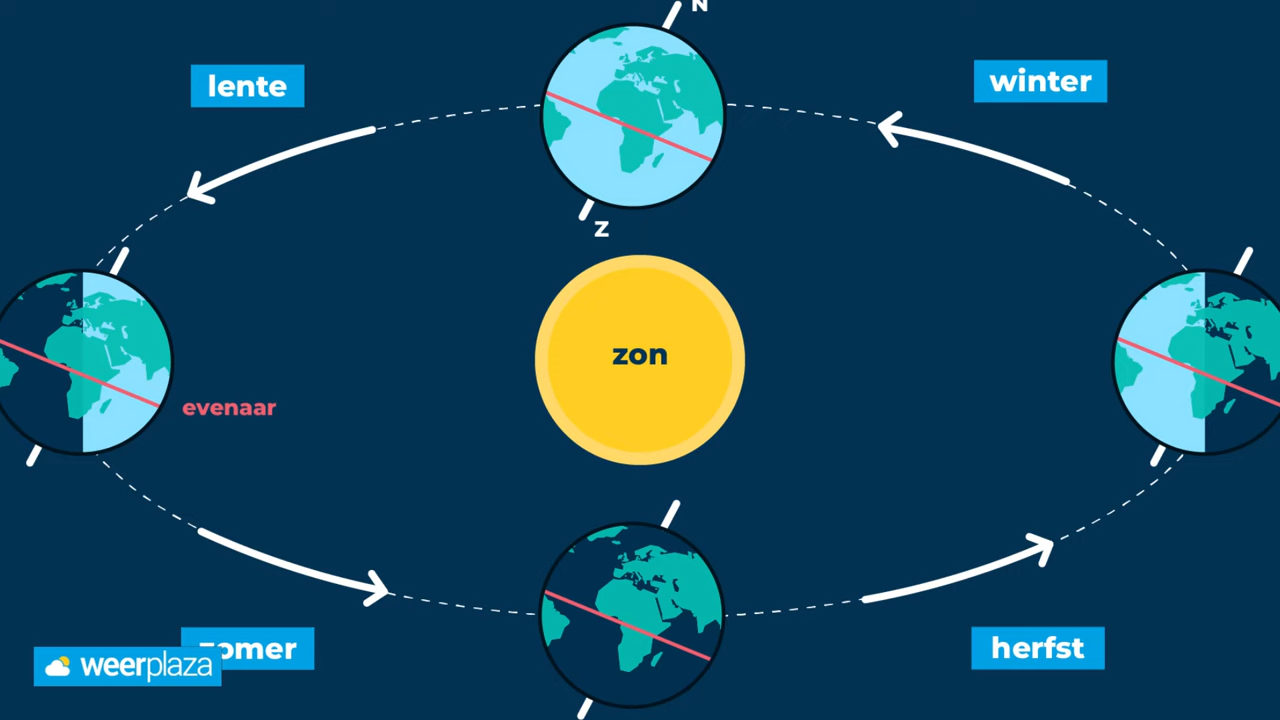 N
lente
winter
Z
zon
evenaar
zomer
herfst
weerplaza